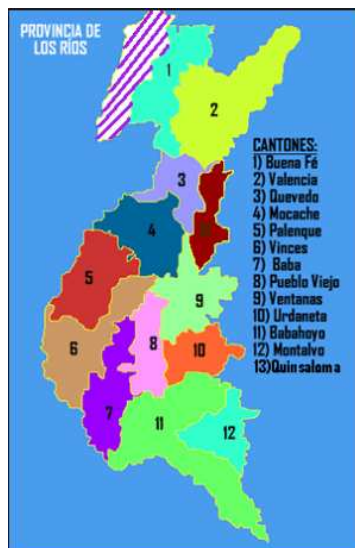 PROVINCIA DE
LOS RÍOS
1
2
CANTONES:
1) Buena Fé
2) Valencia
3) Quevedo
4) Mocache
5) Palenque
6) Vinces
7) Baba
8) Pueblo Viejo
9) Ventanas
10) Urdaneta
11) Babahoyo
12) Montalvo
13) Quinsaloma
3
4
5
9
6
8
10
7
11
12